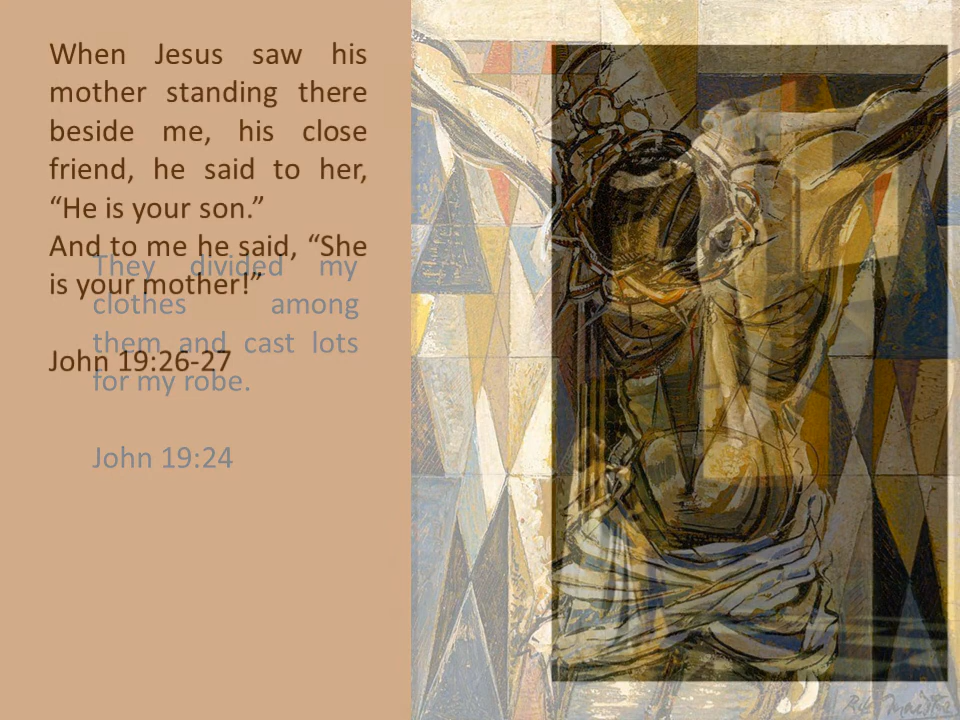 When Jesus saw his
mother standing there
beside me, his close
friend, he said to her,
“He is your son.”
And to me he said, “She
is your mother!”
John 19:26-27
They divided my
clothes among
them and cast lots
for my robe.
John 19:24